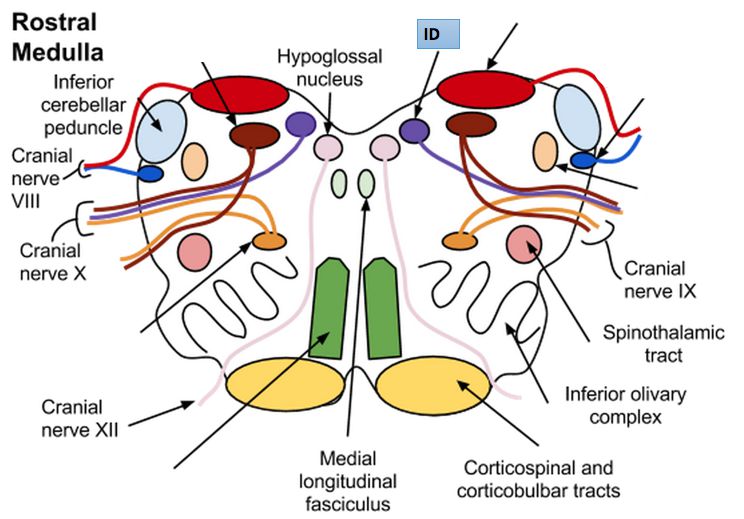 Rostral
Medulla
ID
Hypoglossal
nucleus
Inferior
cerebellar
peduncle
Cranial
nerve
VIII
Cranial
nerve X
Cranial
nerve IX
Spinothalamic
tract
Inferior olivary
complex
Cranial
nerve XII
Medial
longitudinal
fasciculus
Corticospinal and
corticobulbar tracts